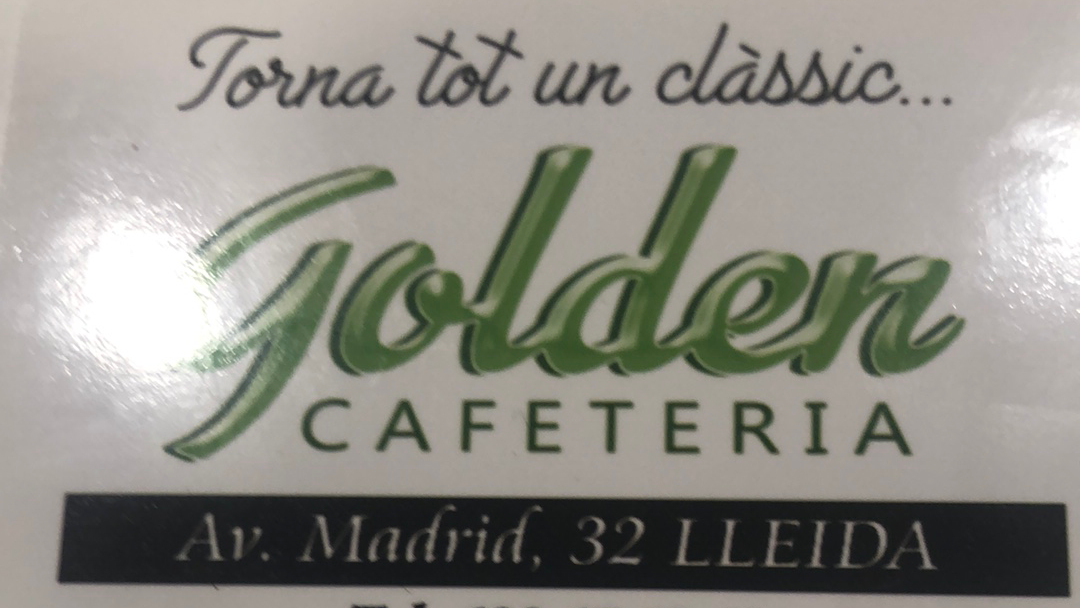 Torna tot un clàssic...
Golden
CAFETERIA
Av. Madrid, 32 LLEIDA